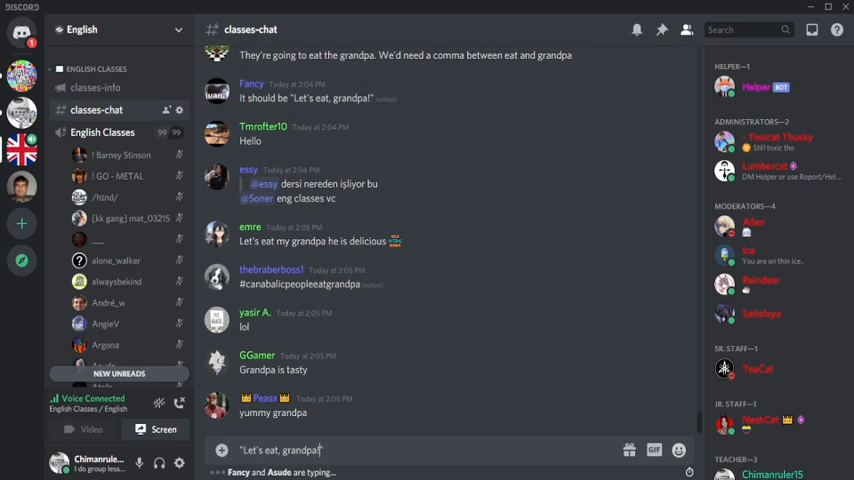 DISCORD
English
classes-chat
Search
ENGLISH CLASSES
classes-info
classes-chat
English Classes
99 99
! Barney Stinson
! GO - METAL
/h1nd/
[kk gang] mat_03215
___
alone_walker
alwaysbekind
André_w
AngieV
Argona
NEW UNREADS
Voice Connected
English Classes / English
Video
Screen
Chimanrule...
I do group less...
They're going to eat the grandpa. We'd need a comma between eat and grandpa
Fancy Today at 2:04 PM
It should be "Let's eat, grandpa!" (edited)
Tmrofter10 Today at 2:04 PM
Hello
essy Today at 2:04 PM
@essy dersi nereden işliyor bu
@Soner eng classes vc
emre Today at 2:05 PM
Let's eat my grandpa he is delicious
thebraberboss1 Today at 2:05 PM
#canabalicpeopleeatgrandpa (edited)
yasir A. Today at 2:05 PM
lol
GGamer Today at 2:05 PM
Grandpa is tasty
Peasx Today at 2:05 PM
yummy grandpa
"Let's eat, grandpa!"
GIF
Fancy and Asude are typing...
HELPER—1
Helper BOT
ADMINISTRATORS—2
- Toxicat Thusky
Still toxic tho
Lumbercat
DM Helper or use Report/Hel...
MODERATORS—4
Allen
Ice
You are on thin ice..
Raindeer
Satisfaya
SR. STAFF—1
TeaCat
JR. STAFF—1
NeshCat
TEACHER—3
Chimanruler15